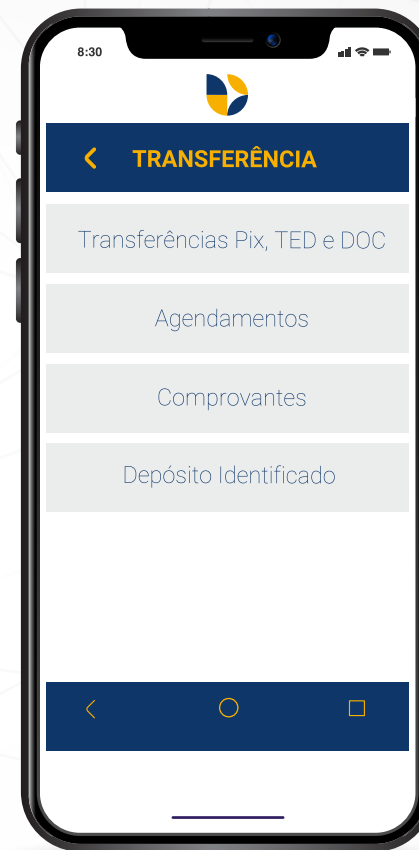 8:30
TRANSFERÊNCIA
Transferências Pix, TED e DOC
Agendamentos
Comprovantes
Depósito Identificado